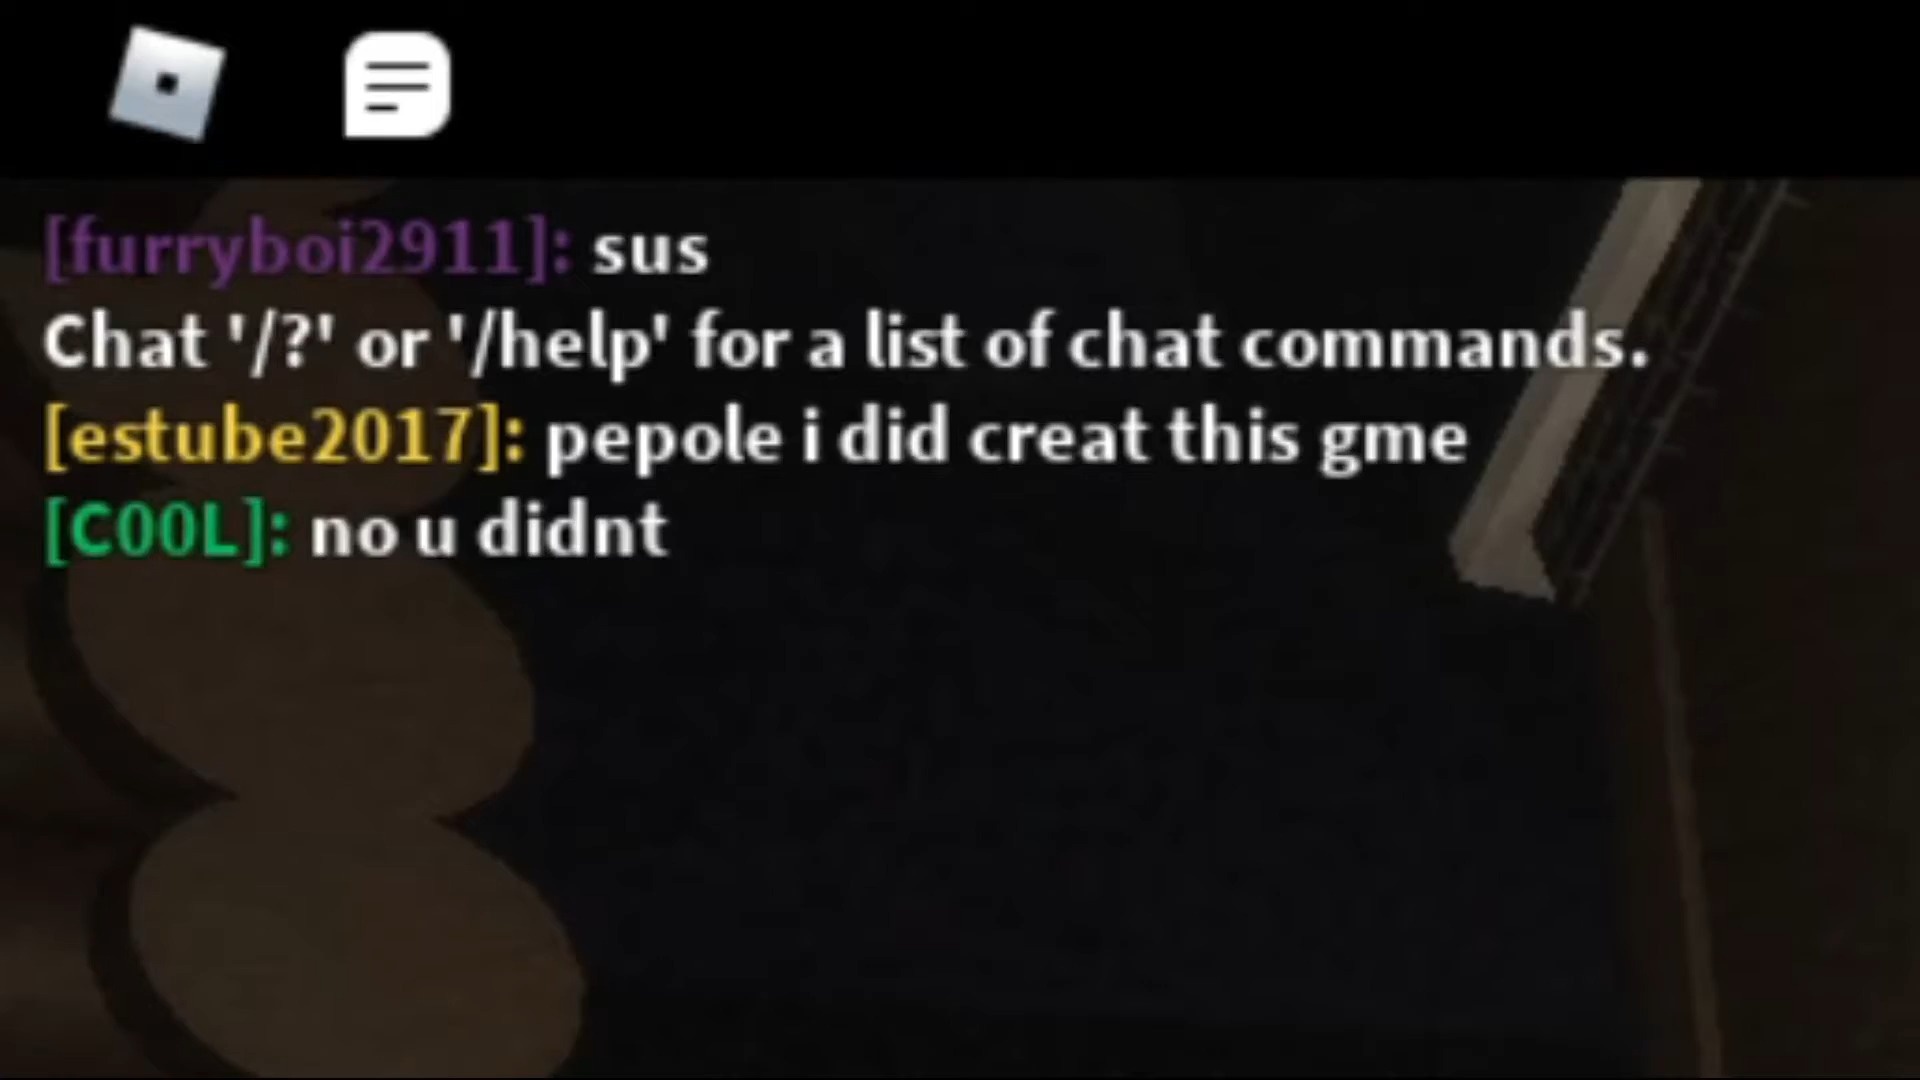 [furryboi2911]: sus
Chat '/?' or '/help' for a list of chat commands.
[estube2017]: pepole i did creat this gme
[C00L]: no u didnt